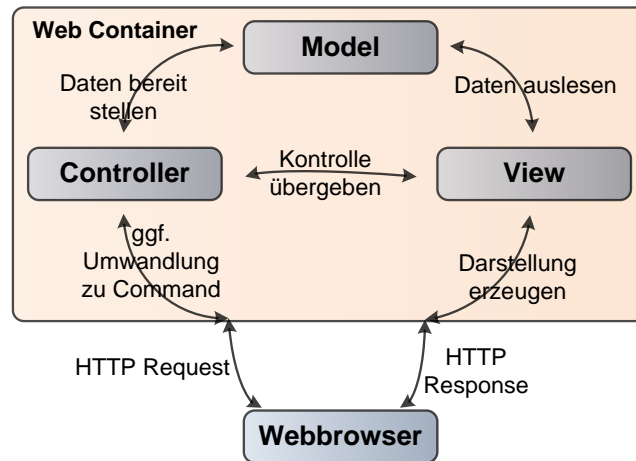 Web Container
Model
Daten bereit
stellen
Daten auslesen
Controller
Kontrolle
übergeben
View
ggf.
Umwandlung
zu Command
Darstellung
erzeugen
HTTP Request
HTTP
Response
Webbrowser